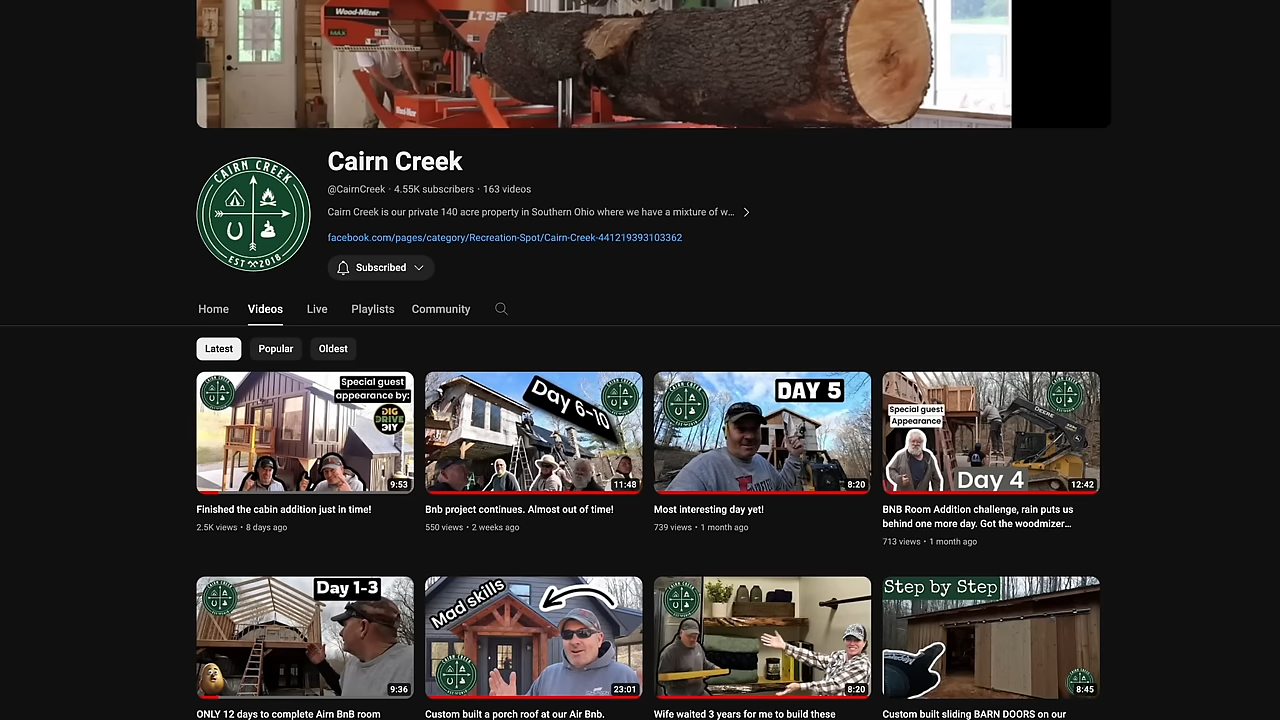 Wood-Mizer
LT35
MAX
Wood-Mizer
CAIRN CREEK
EST 2018
Cairn Creek
@CairnCreek · 4.55K subscribers · 163 videos
Cairn Creek is our private 140 acre property in Southern Ohio where we have a mixture of w...
facebook.com/pages/category/Recreation-Spot/Cairn-Creek-441219393103362
Subscribed
Home Videos Live Playlists Community
Latest Popular Oldest
Special guest
appearance by:
DIG
DRIVE
DIY
9:53
Day 6-10
11:48
DAY 5
8:20
Special guest
Appearance
DEERE
Day 4
12:42
Finished the cabin addition just in time!
2.5K views • 8 days ago
Bnb project continues. Almost out of time!
550 views • 2 weeks ago
Most interesting day yet!
739 views • 1 month ago
BNB Room Addition challenge, rain puts us
behind one more day. Got the woodmizer...
713 views • 1 month ago
Day 1-3
9:36
Mad skills
23:01
8:20
Step by Step
8:45
ONLY 12 days to complete Airn BnB room
Custom built a porch roof at our Air Bnb.
Wife waited 3 years for me to build these
Custom built sliding BARN DOORS on our